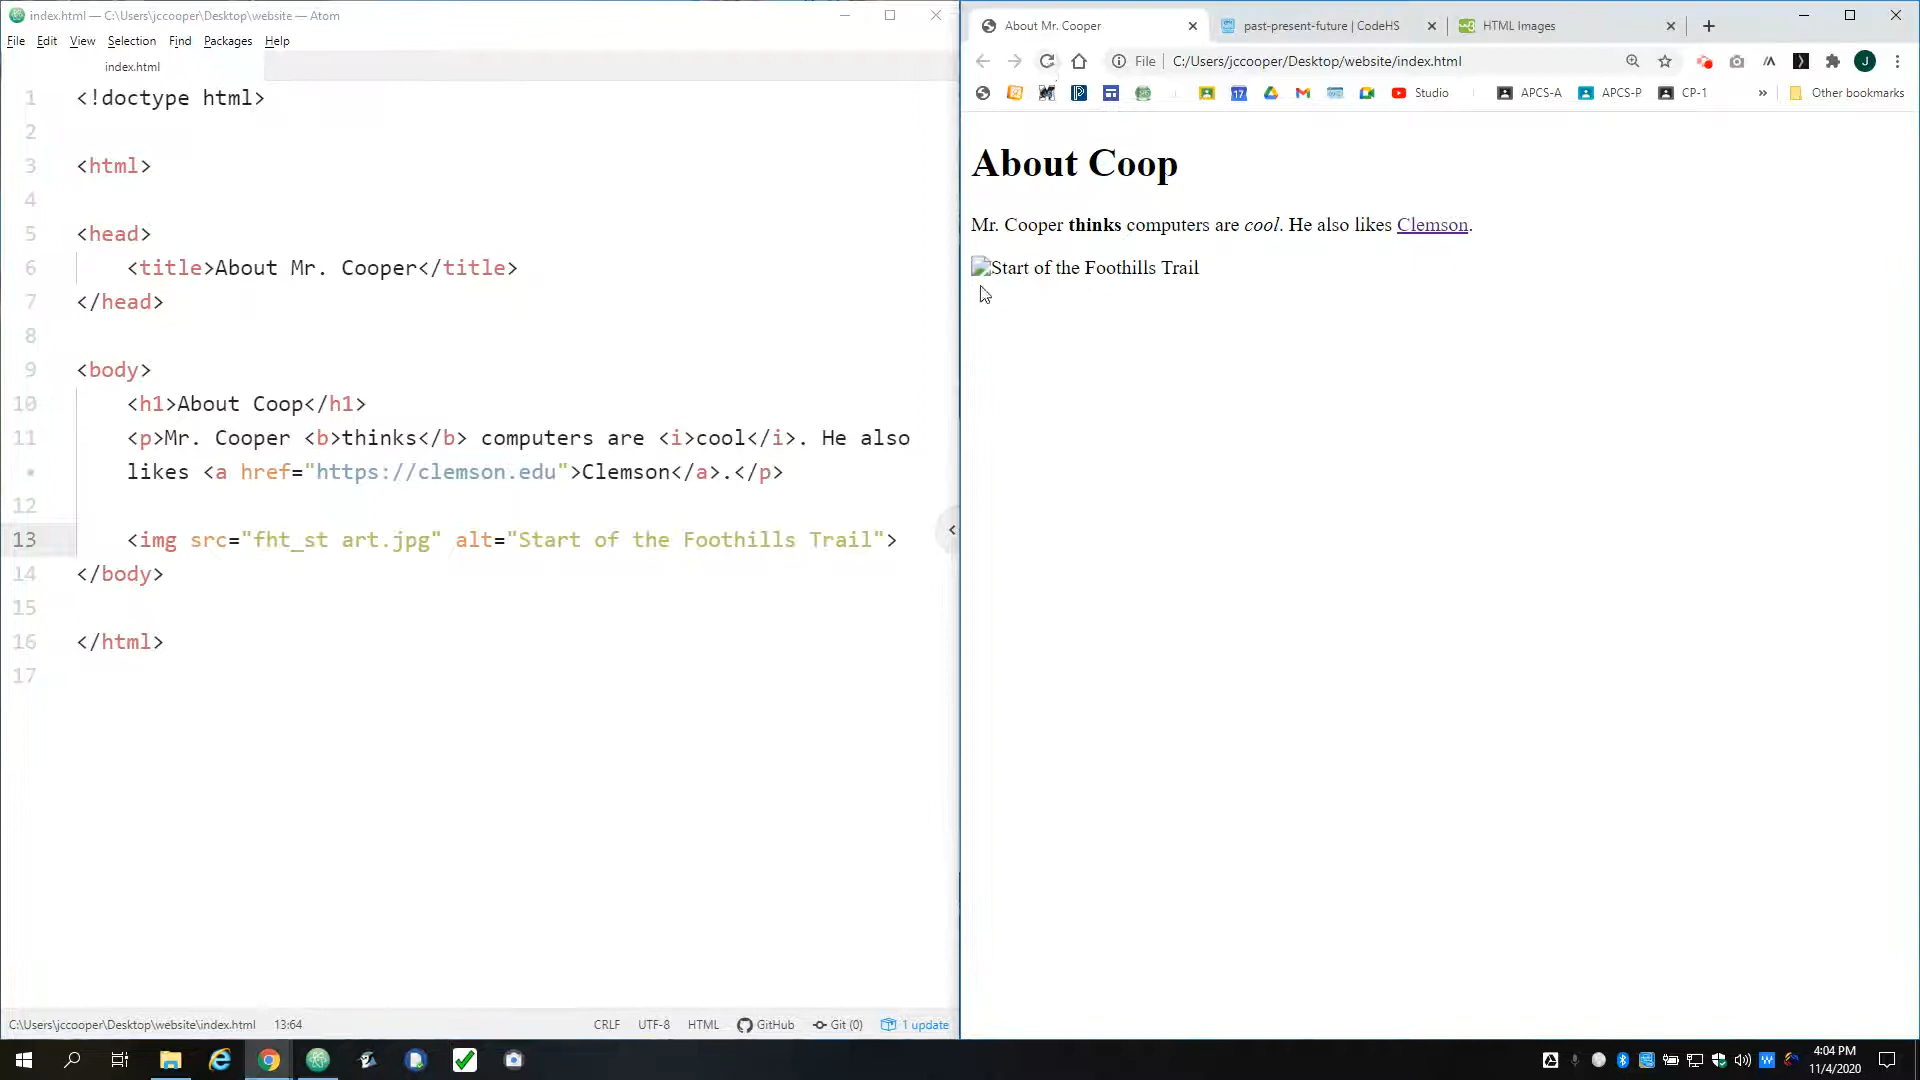 index.html — C:\Users\jccooper\Desktop\website — Atom
File Edit View Selection Find Packages Help
index.html
1 <!doctype html>
2
3 <html>
4
5 <head>
6 <title>About Mr. Cooper</title>
7 </head>
8
9 <body>
10 <h1>About Coop</h1>
11 <p>Mr. Cooper <b>thinks</b> computers are <i>cool</i>. He also
• likes <a href="https://clemson.edu">Clemson</a>.</p>
12
13 <img src="fht_st art.jpg" alt="Start of the Foothills Trail">
14 </body>
15
16 </html>
17
C:\Users\jccooper\Desktop\website\index.html 13:64 CRLF UTF-8 HTML GitHub Git (0) 1 update
About Mr. Cooper past-present-future | CodeHS HTML Images
File | C:/Users/jccooper/Desktop/website/index.html
17 Studio APCS-A APCS-P CP-1 » Other bookmarks
About Coop
Mr. Cooper thinks computers are cool. He also likes Clemson.
Start of the Foothills Trail
4:04 PM
11/4/2020